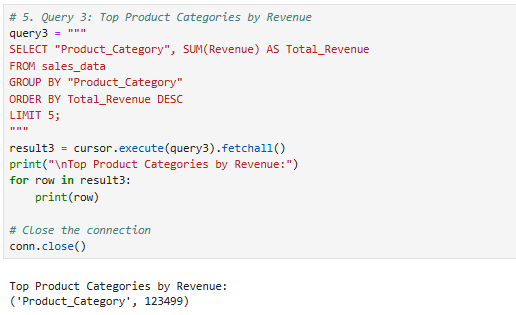 # 5. Query 3: Top Product Categories by Revenue
query3 = """
SELECT "Product_Category", SUM(Revenue) AS Total_Revenue
FROM sales_data
GROUP BY "Product_Category"
ORDER BY Total_Revenue DESC
LIMIT 5;
"""
result3 = cursor.execute(query3).fetchall()
print("\nTop Product Categories by Revenue:")
for row in result3:
    print(row)

# Close the connection
conn.close()

Top Product Categories by Revenue:
('Product_Category', 123499)